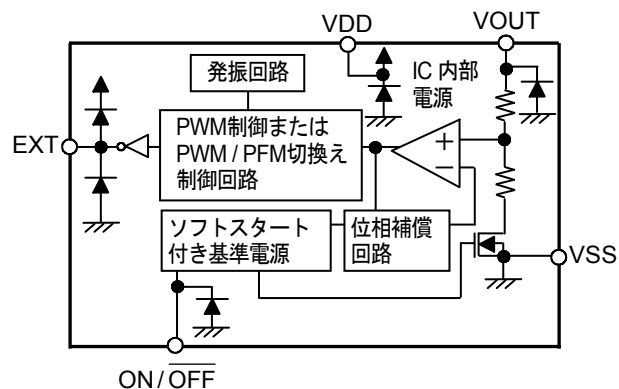 VDD
VOUT
発振回路
IC 内部
電源
EXT
PWM制御または
PWM / PFM切換え
制御回路
+
−
ソフトスタート
付き基準電源
位相補償
回路
VSS
ON / OFF